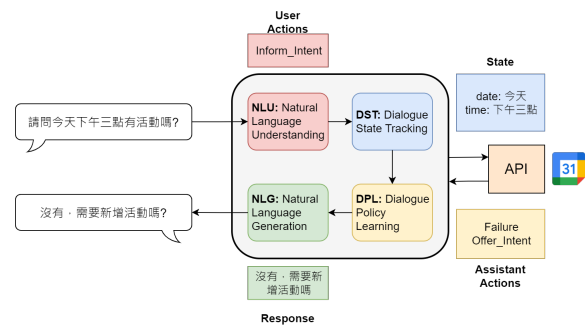 User
Actions
Inform_Intent
State
date: 今天
time: 下午三點
請問今天下午三點有活動嗎?
NLU: Natural
Language
Understanding
DST: Dialogue
State Tracking
API
31
沒有，需要新增活動嗎?
NLG: Natural
Language
Generation
DPL: Dialogue
Policy
Learning
Failure
Offer_Intent
Assistant
Actions
沒有，需要新
增活動嗎
Response